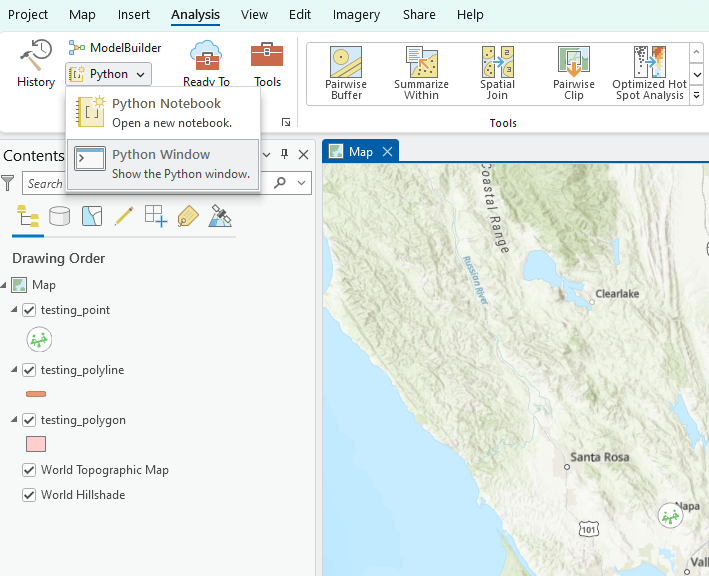 Project Map Insert Analysis View Edit Imagery Share Help
ModelBuilder
Python
History
Ready To
Tools
Pairwise
Buffer
Summarize
Within
Spatial
Join
Pairwise
Clip
Optimized Hot
Spot Analysis
Tools
Python Notebook
Open a new notebook.
Python Window
Show the Python window.
Contents
Search
Drawing Order
Map
testing_point
testing_polyline
testing_polygon
World Topographic Map
World Hillshade
Map
Coastal Range
Russian River
Clearlake
Santa Rosa
101
Napa
Vall